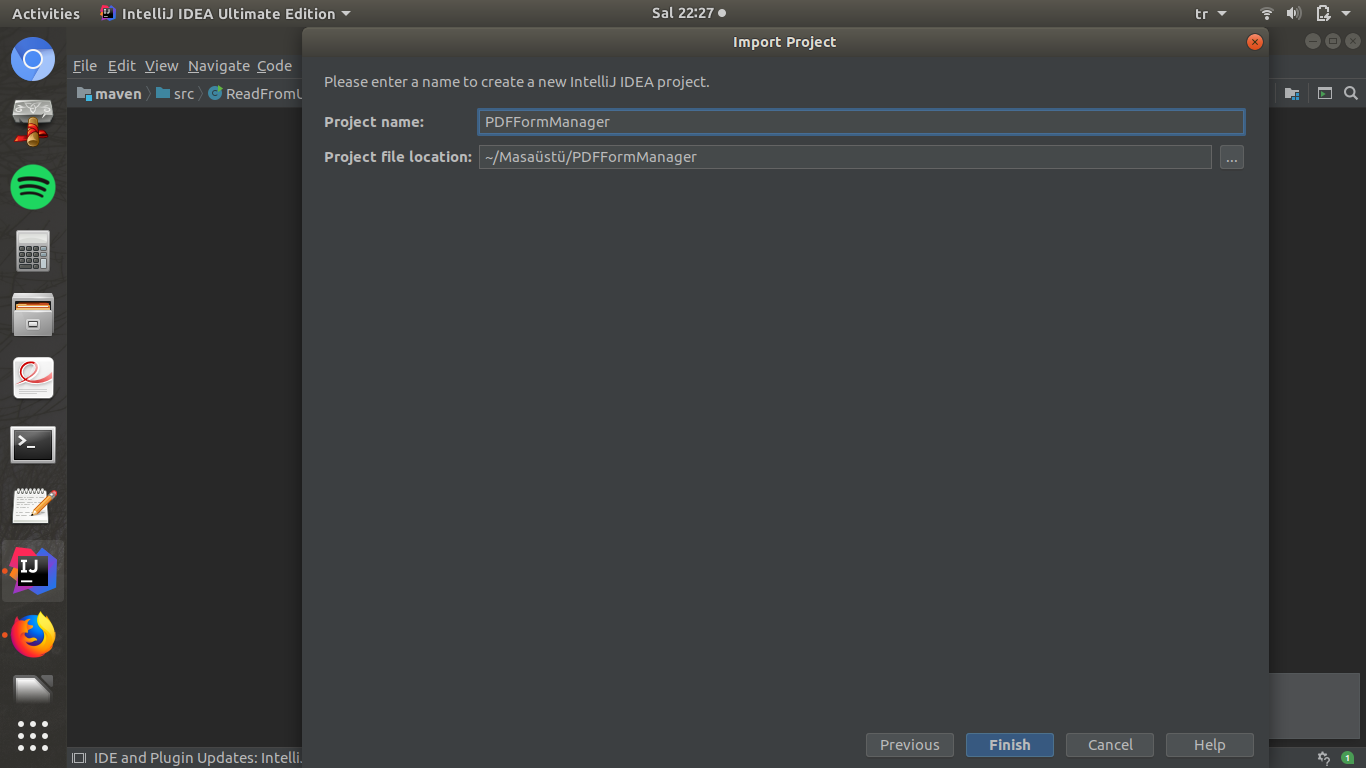 Activities IntelliJ IDEA Ultimate Edition Sal 22:27 tr
Import Project
File Edit View Navigate Code
Please enter a name to create a new IntelliJ IDEA project.
maven src ReadFromU
Project name: PDFFormManager
Project file location: ~/Masaüstü/PDFFormManager ...
IJ
Previous Finish Cancel Help
IDE and Plugin Updates: Intelli 1